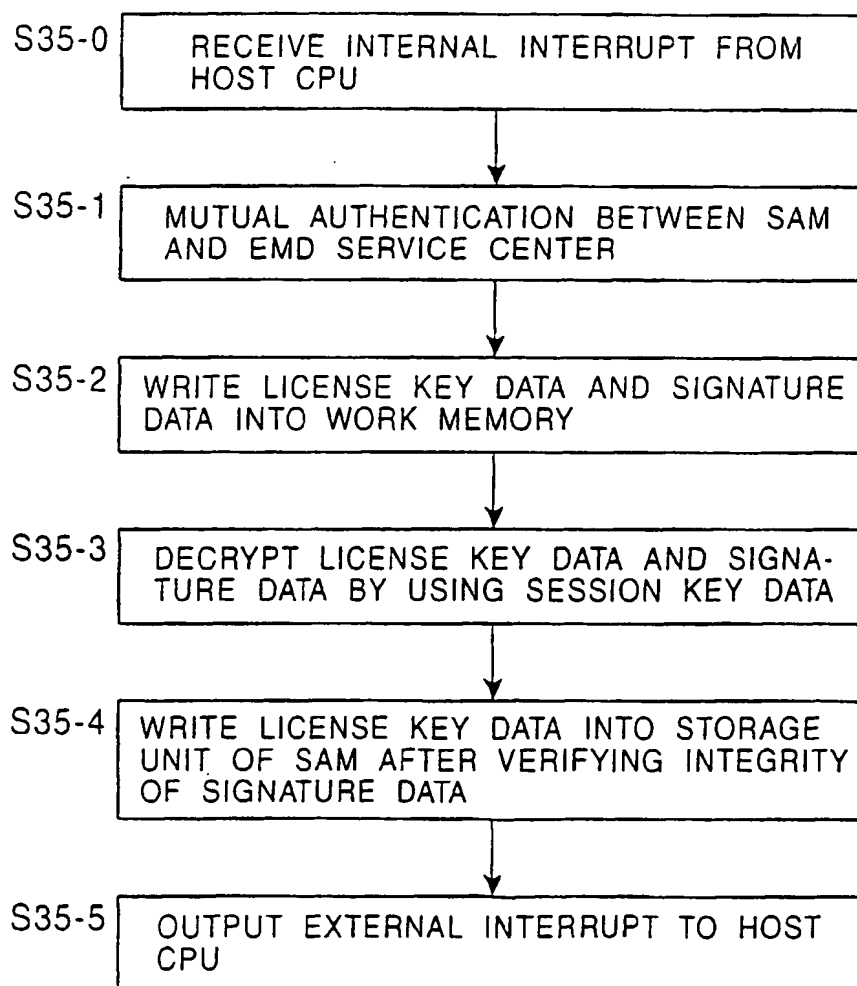 S35-0
RECEIVE INTERNAL INTERRUPT FROM
HOST CPU
S35-1
MUTUAL AUTHENTICATION BETWEEN SAM
AND EMD SERVICE CENTER
S35-2
WRITE LICENSE KEY DATA AND SIGNATURE
DATA INTO WORK MEMORY
S35-3
DECRYPT LICENSE KEY DATA AND SIGNA-
TURE DATA BY USING SESSION KEY DATA
S35-4
WRITE LICENSE KEY DATA INTO STORAGE
UNIT OF SAM AFTER VERIFYING INTEGRITY
OF SIGNATURE DATA
S35-5
OUTPUT EXTERNAL INTERRUPT TO HOST
CPU